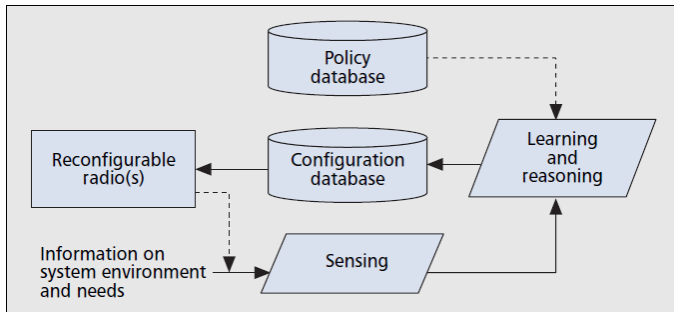 Policy
database
Learning
and
reasoning
Reconfigurable
radio(s)
Configuration
database
Information on
system environment
and needs
Sensing